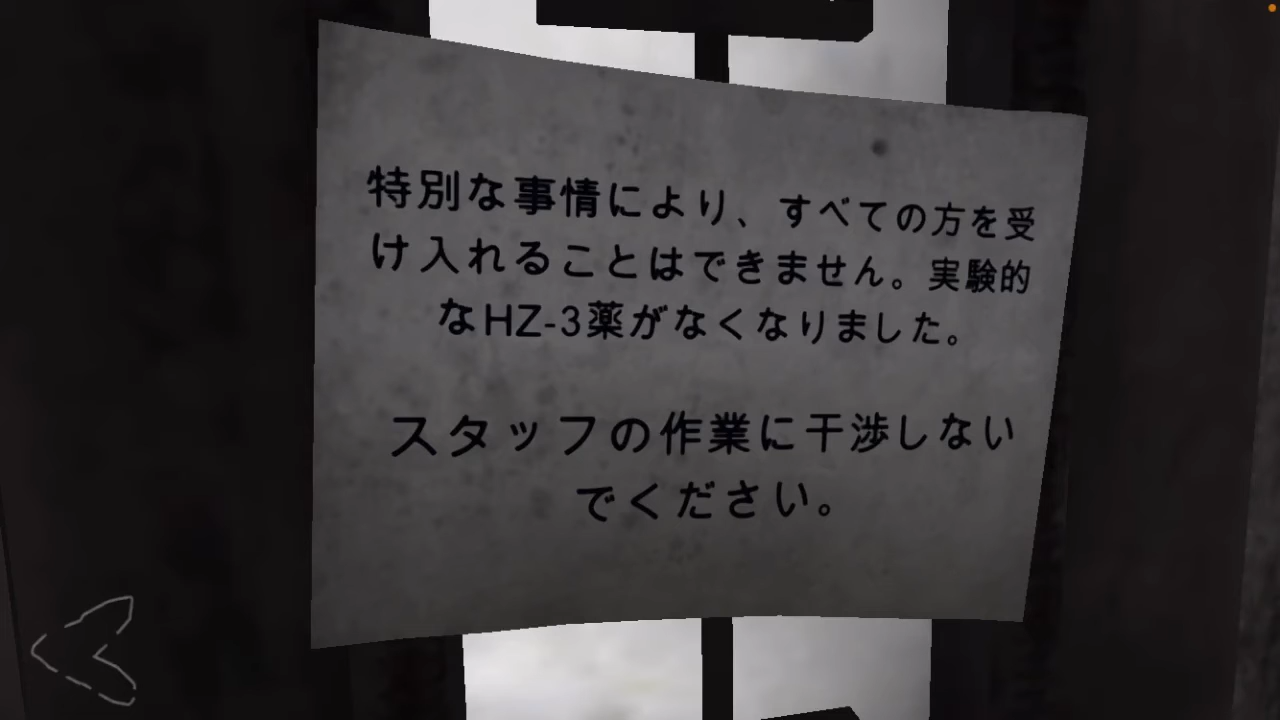 特別な事情により、すべての方を受
け入れることはできません。実験的
なHZ-3薬がなくなりました。
スタッフの作業に干渉しない
でください。